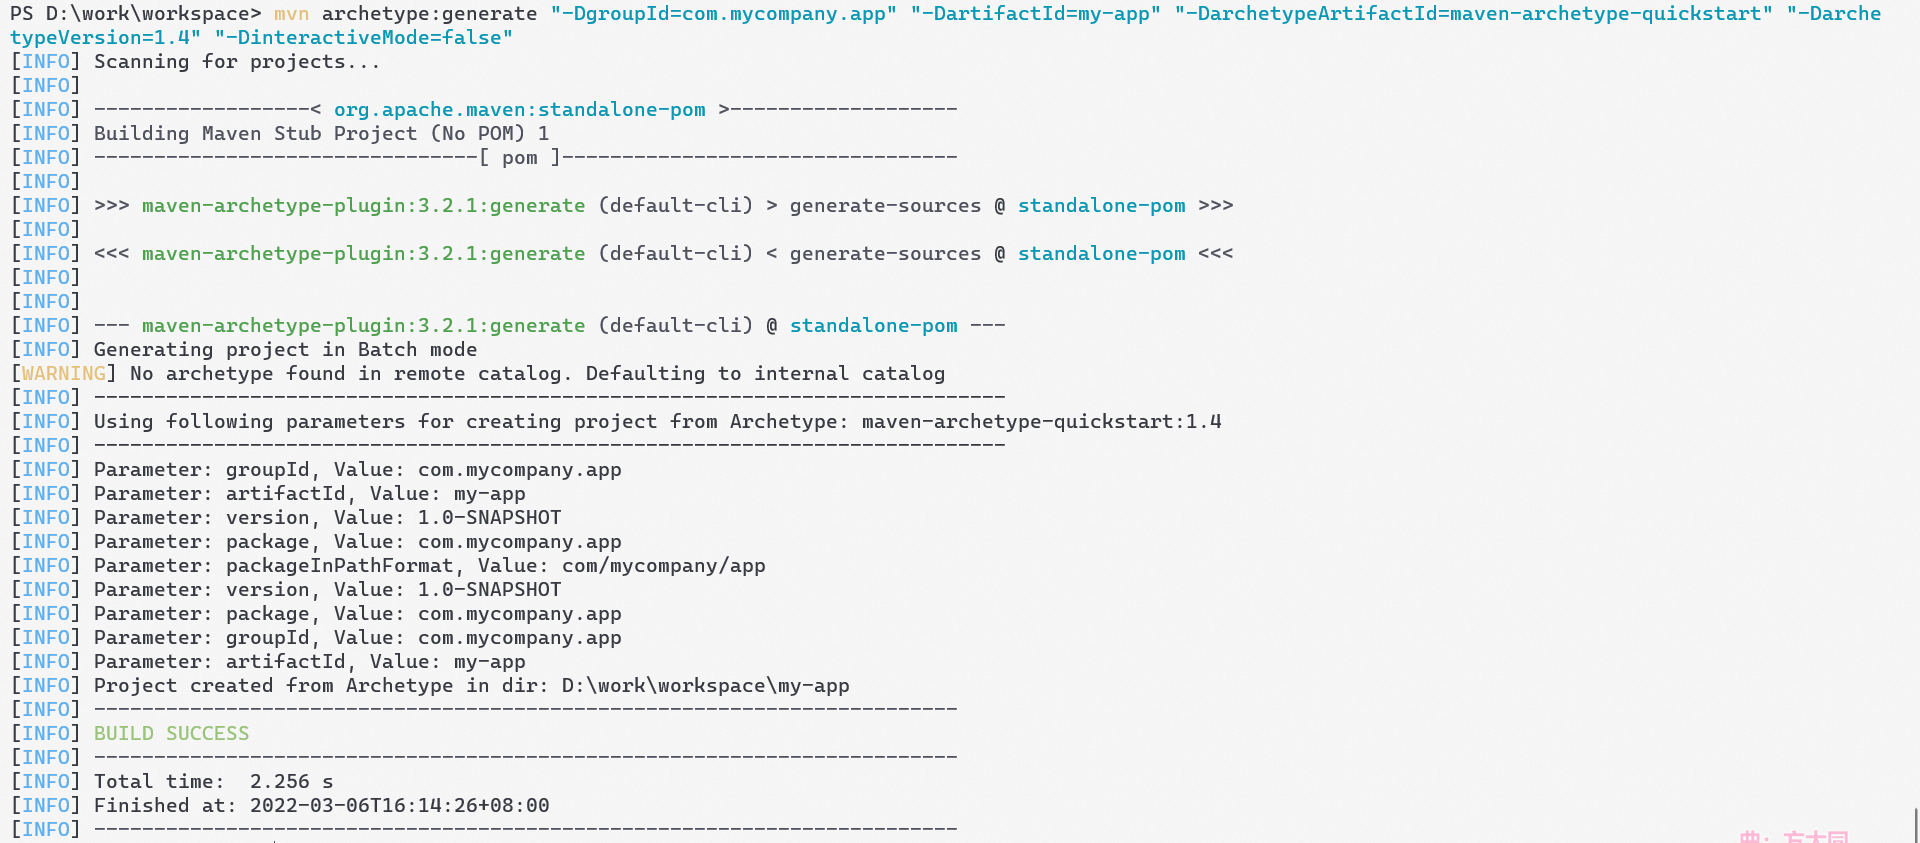 PS D:\work\workspace> mvn archetype:generate "-DgroupId=com.mycompany.app" "-DartifactId=my-app" "-DarchetypeArtifactId=maven-archetype-quickstart" "-Darche
typeVersion=1.4" "-DinteractiveMode=false"
[INFO] Scanning for projects...
[INFO]
[INFO] ------------------< org.apache.maven:standalone-pom >-------------------
[INFO] Building Maven Stub Project (No POM) 1
[INFO] --------------------------------[ pom ]---------------------------------
[INFO]
[INFO] >>> maven-archetype-plugin:3.2.1:generate (default-cli) > generate-sources @ standalone-pom >>>
[INFO]
[INFO] <<< maven-archetype-plugin:3.2.1:generate (default-cli) < generate-sources @ standalone-pom <<<
[INFO]
[INFO]
[INFO] --- maven-archetype-plugin:3.2.1:generate (default-cli) @ standalone-pom ---
[INFO] Generating project in Batch mode
[WARNING] No archetype found in remote catalog. Defaulting to internal catalog
[INFO] ----------------------------------------------------------------------------
[INFO] Using following parameters for creating project from Archetype: maven-archetype-quickstart:1.4
[INFO] ----------------------------------------------------------------------------
[INFO] Parameter: groupId, Value: com.mycompany.app
[INFO] Parameter: artifactId, Value: my-app
[INFO] Parameter: version, Value: 1.0-SNAPSHOT
[INFO] Parameter: package, Value: com.mycompany.app
[INFO] Parameter: packageInPathFormat, Value: com/mycompany/app
[INFO] Parameter: version, Value: 1.0-SNAPSHOT
[INFO] Parameter: package, Value: com.mycompany.app
[INFO] Parameter: groupId, Value: com.mycompany.app
[INFO] Parameter: artifactId, Value: my-app
[INFO] Project created from Archetype in dir: D:\work\workspace\my-app
[INFO] ------------------------------------------------------------------------
[INFO] BUILD SUCCESS
[INFO] ------------------------------------------------------------------------
[INFO] Total time:  2.256 s
[INFO] Finished at: 2022-03-06T16:14:26+08:00
[INFO] ------------------------------------------------------------------------